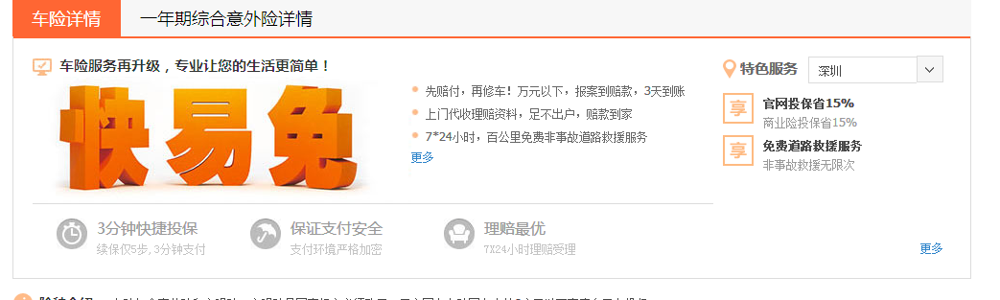 车险详情 一年期综合意外险详情
车险服务再升级，专业让您的生活更简单！
快易免
先赔付，再修车！万元以下，报案到赔款，3天到账
上门代收理赔资料，足不出户，赔款到家
7*24小时，百公里免费非事故道路救援服务
更多
特色服务 深圳
享 官网投保省15%
商业险投保省15%
享 免费道路救援服务
非事故救援无限次
3分钟快捷投保
续保仅5步, 3分钟支付
保证支付安全
支付环境严格加密
理赔最优
7X24小时理赔受理
更多